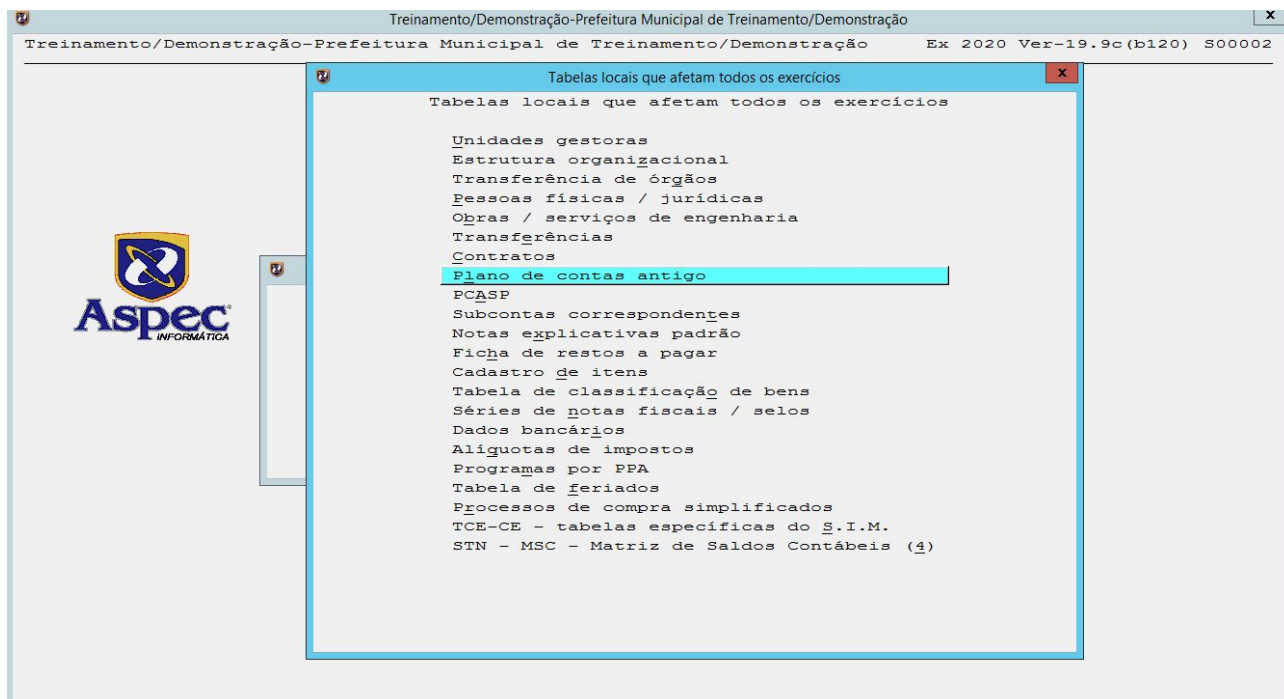 Treinamento/Demonstração-Prefeitura Municipal de Treinamento/Demonstração
x
Treinamento/Demonstração-Prefeitura Municipal de Treinamento/Demonstração Ex 2020 Ver-19.9c(b120) S00002
Tabelas locais que afetam todos os exercícios
x
Tabelas locais que afetam todos os exercícios
Unidades gestoras
Estrutura organizacional
Transferência de órgãos
Pessoas físicas / jurídicas
Obras / serviços de engenharia
Transferências
Contratos
Plano de contas antigo
PCASP
Subcontas correspondentes
Notas explicativas padrão
Ficha de restos a pagar
Cadastro de itens
Tabela de classificação de bens
Séries de notas fiscais / selos
Dados bancários
Alíquotas de impostos
Programas por PPA
Tabela de feriados
Processos de compra simplificados
TCE-CE - tabelas específicas do S.I.M.
STN - MSC - Matriz de Saldos Contábeis (4)
Aspec
INFORMÁTICA